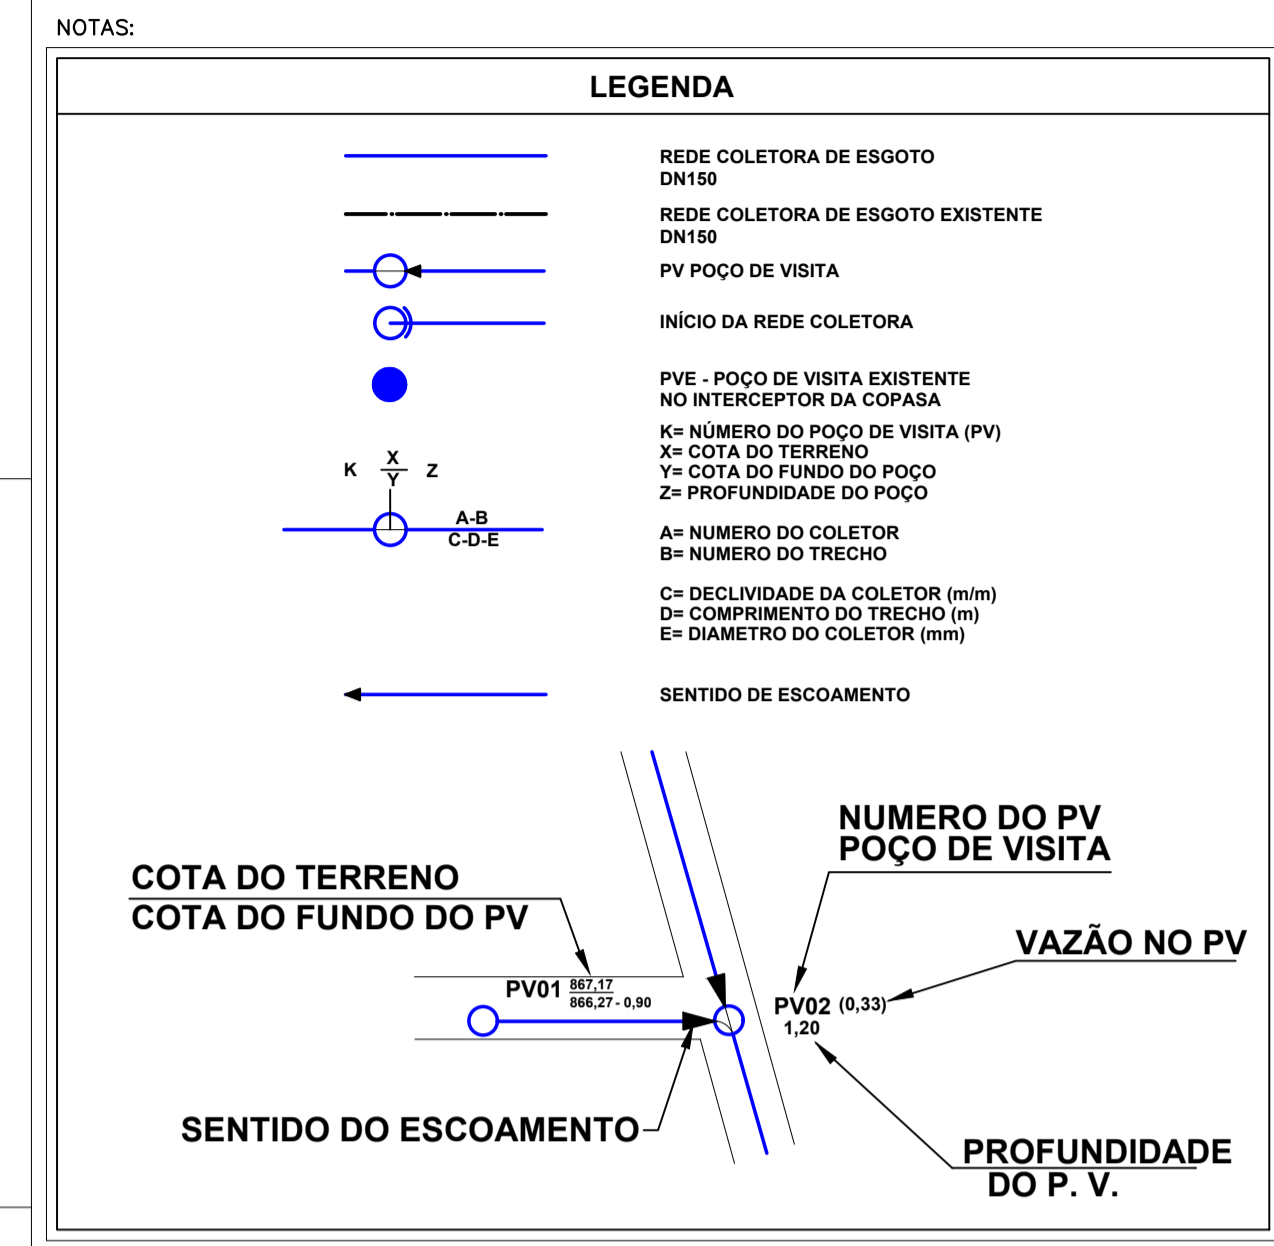 NOTAS:
LEGENDA
REDE COLETORA DE ESGOTO
DN150
REDE COLETORA DE ESGOTO EXISTENTE
DN150
PV POÇO DE VISITA
INÍCIO DA REDE COLETORA
PVE - POÇO DE VISITA EXISTENTE
NO INTERCEPTOR DA COPASA
K X Z
Y
A-B
C-D-E
K= NÚMERO DO POÇO DE VISITA (PV)
X= COTA DO TERRENO
Y= COTA DO FUNDO DO POÇO
Z= PROFUNDIDADE DO POÇO
A= NUMERO DO COLETOR
B= NUMERO DO TRECHO
C= DECLIVIDADE DA COLETOR (m/m)
D= COMPRIMENTO DO TRECHO (m)
E= DIAMETRO DO COLETOR (mm)
SENTIDO DE ESCOAMENTO
NUMERO DO PV
POÇO DE VISITA
COTA DO TERRENO
COTA DO FUNDO DO PV
VAZÃO NO PV
PV01 867,17
866,27 - 0,90
PV02 (0,33)
1,20
SENTIDO DO ESCOAMENTO
PROFUNDIDADE
DO P. V.